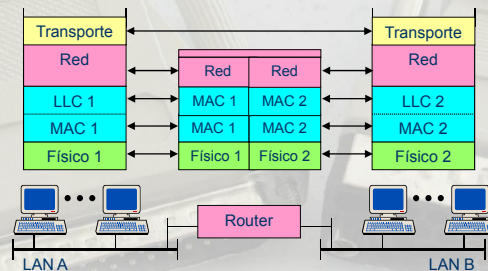 Transporte Transporte
Red Red Red Red
LLC 1 MAC 1 MAC 2 LLC 2
MAC 1 MAC 1 MAC 2 MAC 2
Físico 1 Físico 1 Físico 2 Físico 2
Router
LAN A LAN B